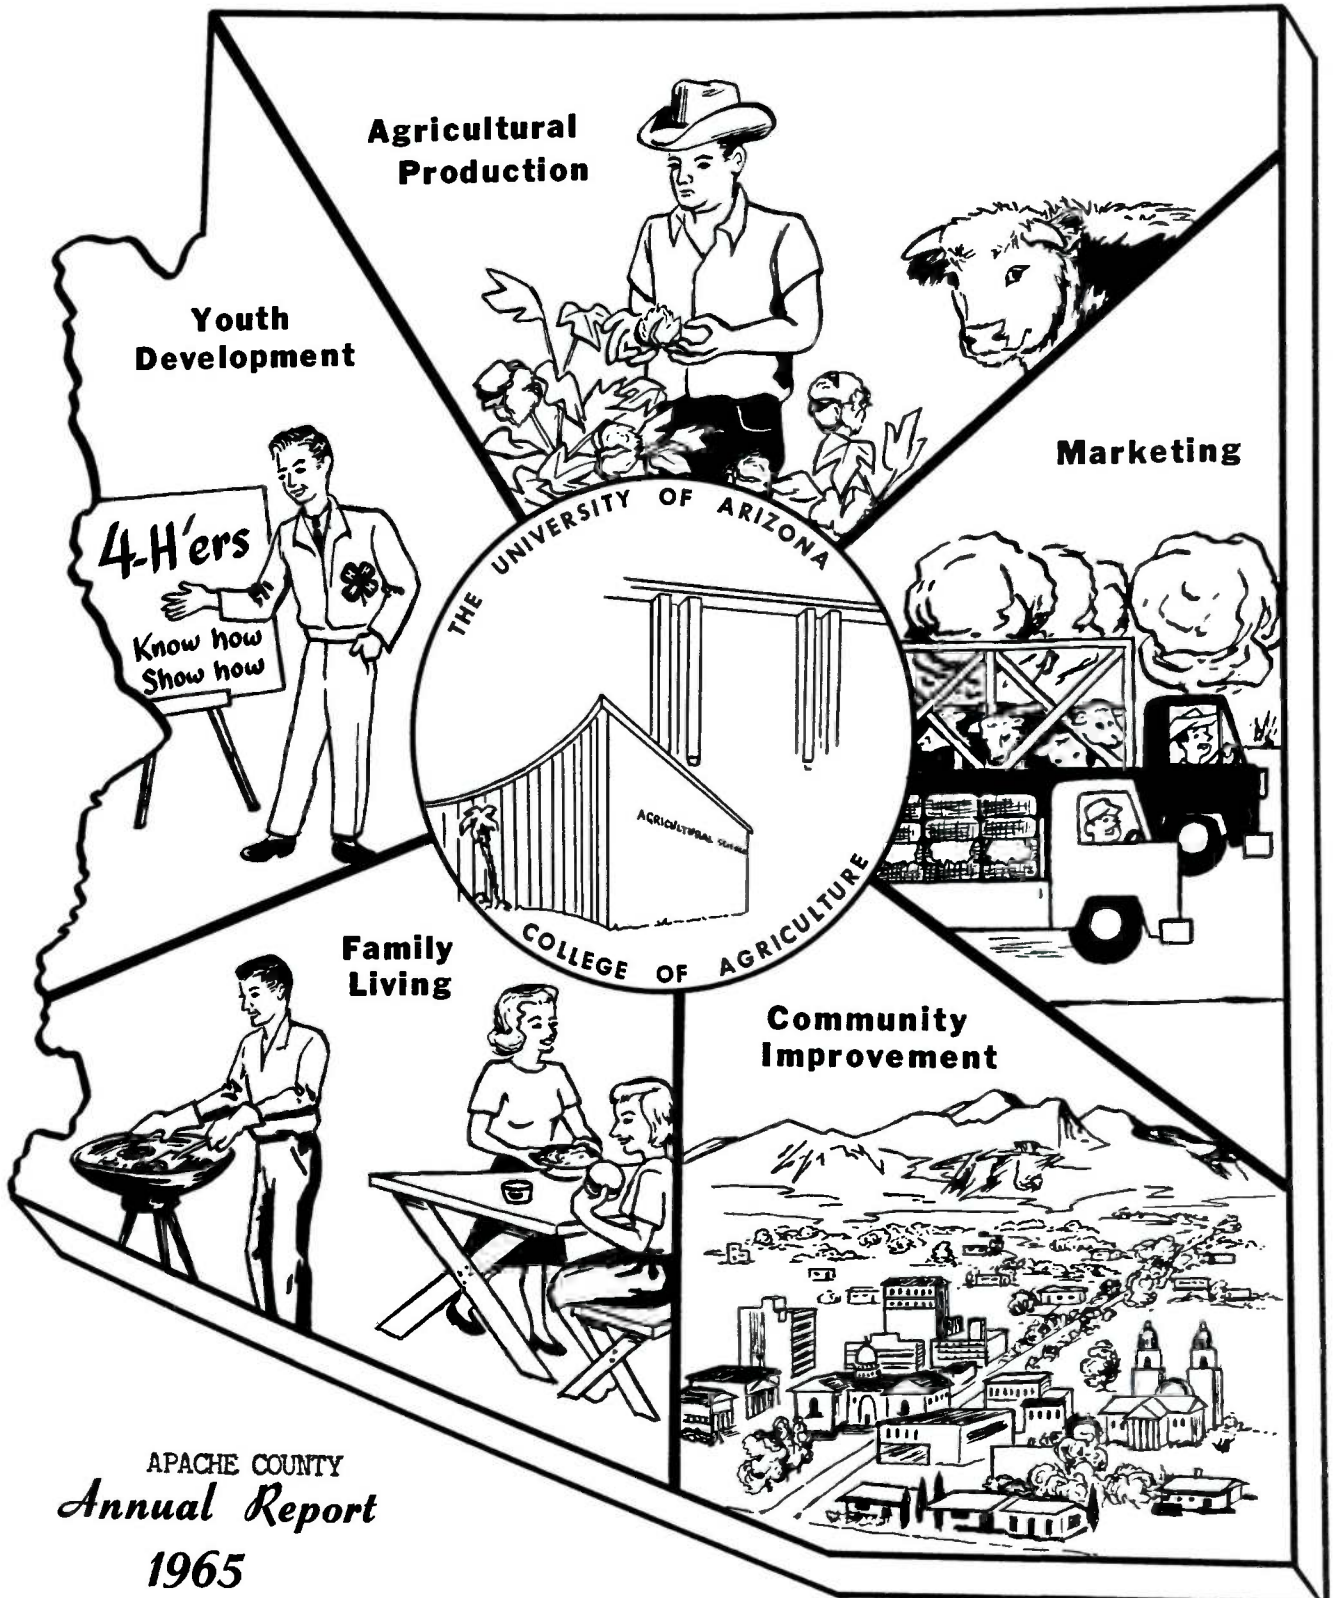 Agricultural
Production
Youth
Development
4-H'ers
Know how
Show how
Marketing
THE UNIVERSITY OF ARIZONA
AGRICULTURAL
COLLEGE OF AGRICULTURE
Family
Living
Community
Improvement
APACHE COUNTY
Annual Report
1965